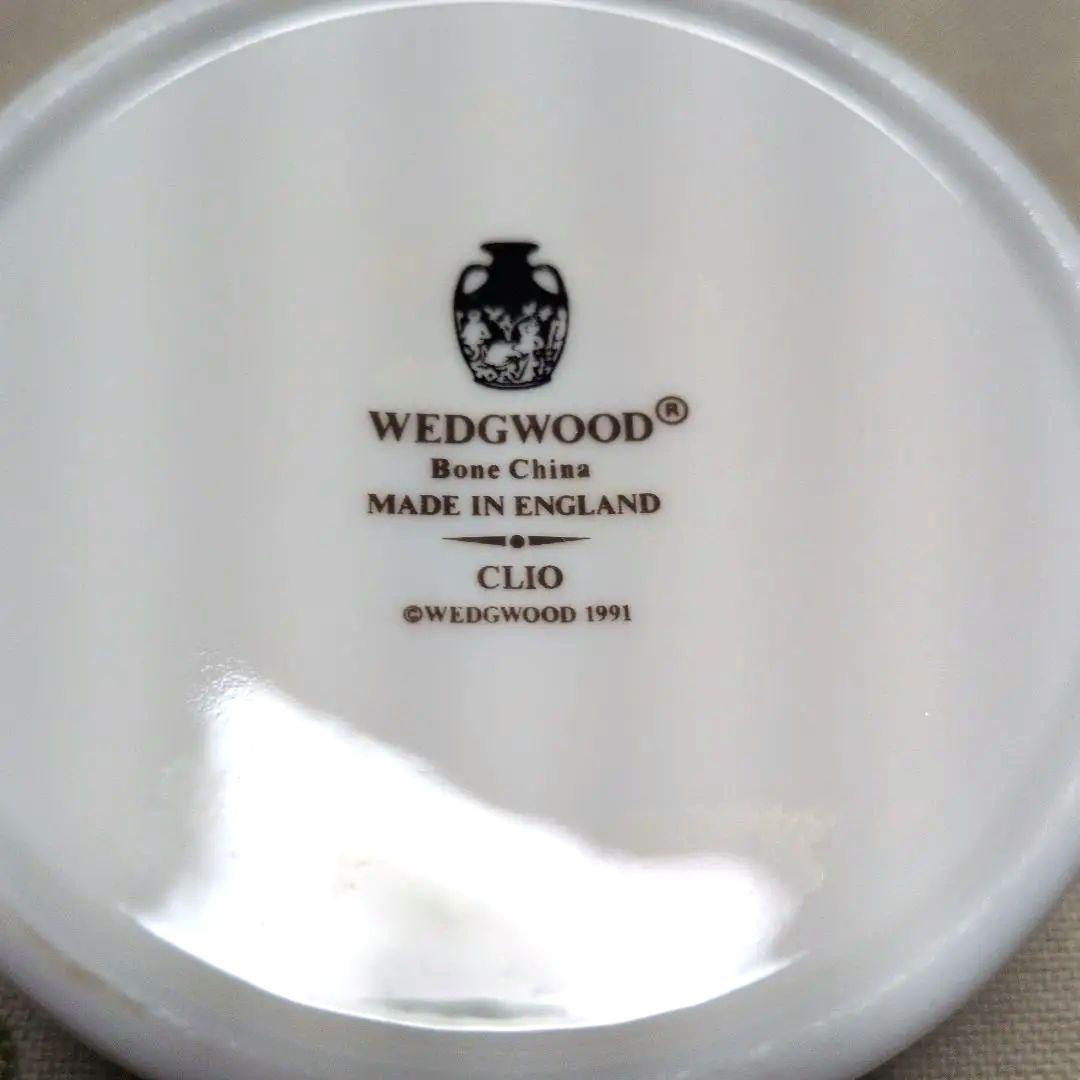 WEDGWOOD®
Bone China
MADE IN ENGLAND
CLIO
©WEDGWOOD 1991